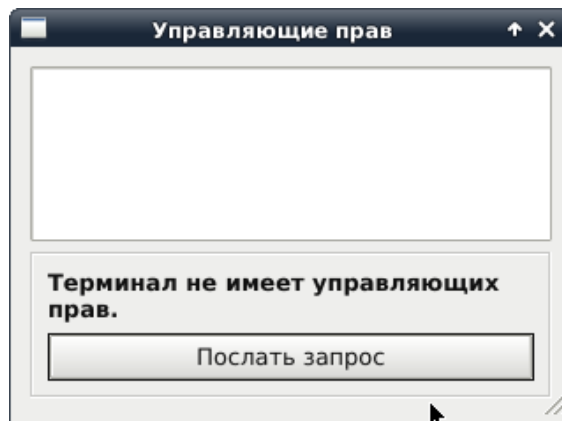 Управляющие прав
Терминал не имеет управляющих
прав.
Послать запрос